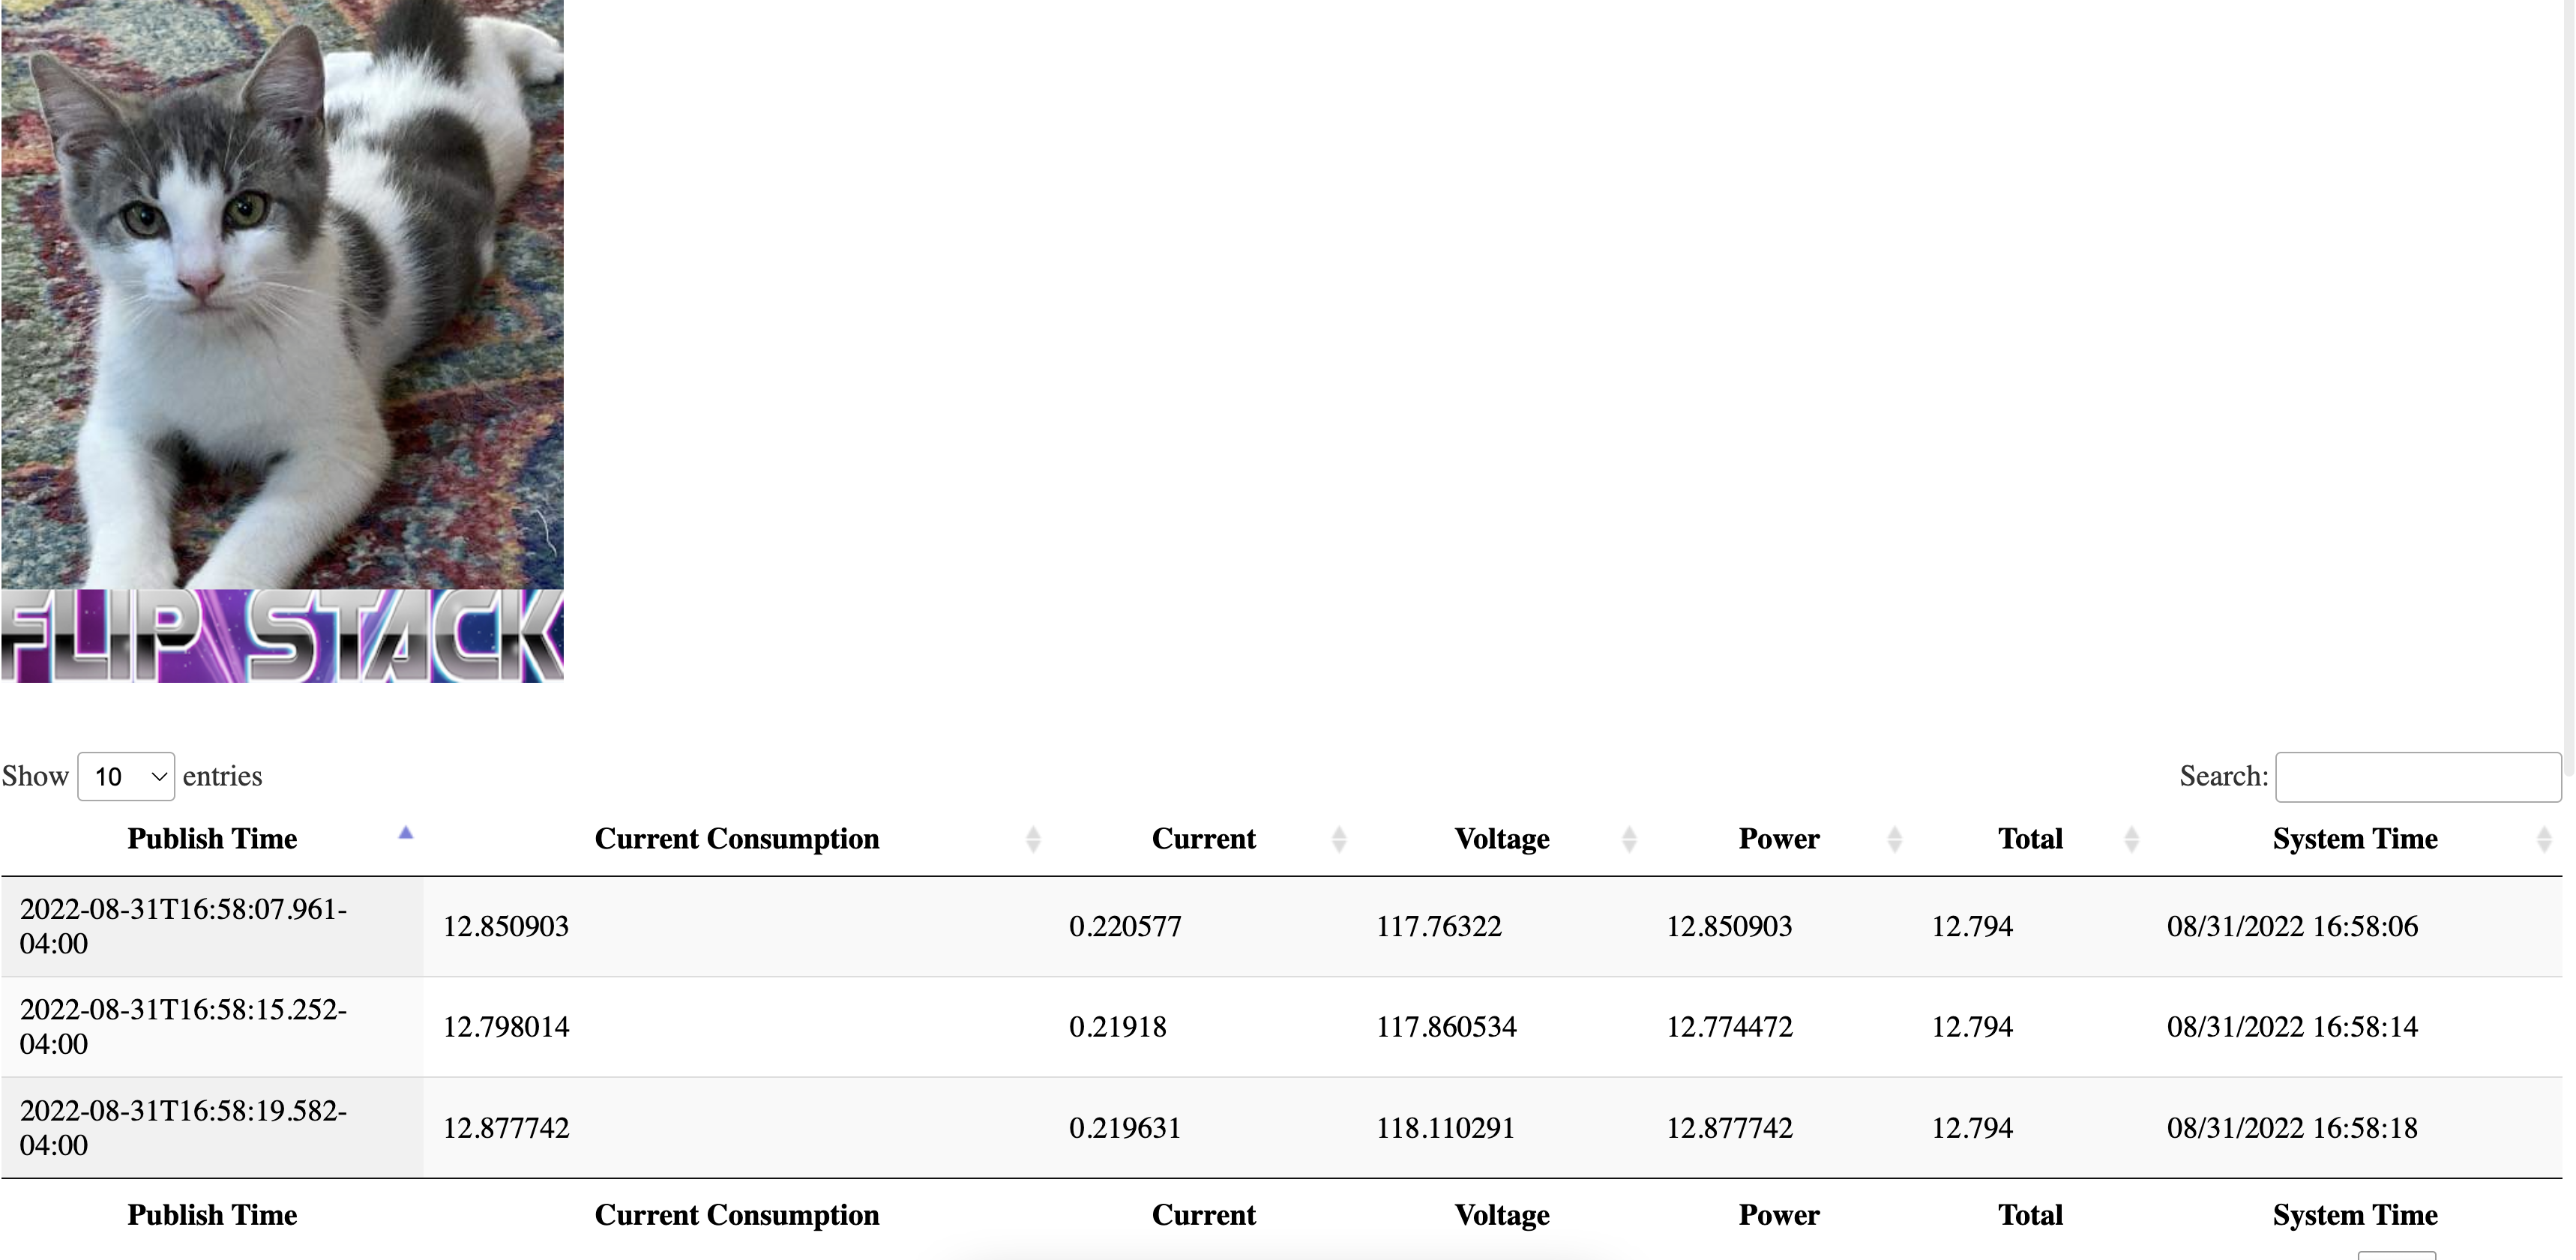 FLIP STACK
Show 10 entries Search:
Publish Time Current Consumption Current Voltage Power Total System Time
2022-08-31T16:58:07.961-
04:00 12.850903 0.220577 117.76322 12.850903 12.794 08/31/2022 16:58:06
2022-08-31T16:58:15.252-
04:00 12.798014 0.21918 117.860534 12.774472 12.794 08/31/2022 16:58:14
2022-08-31T16:58:19.582-
04:00 12.877742 0.219631 118.110291 12.877742 12.794 08/31/2022 16:58:18
Publish Time Current Consumption Current Voltage Power Total System Time